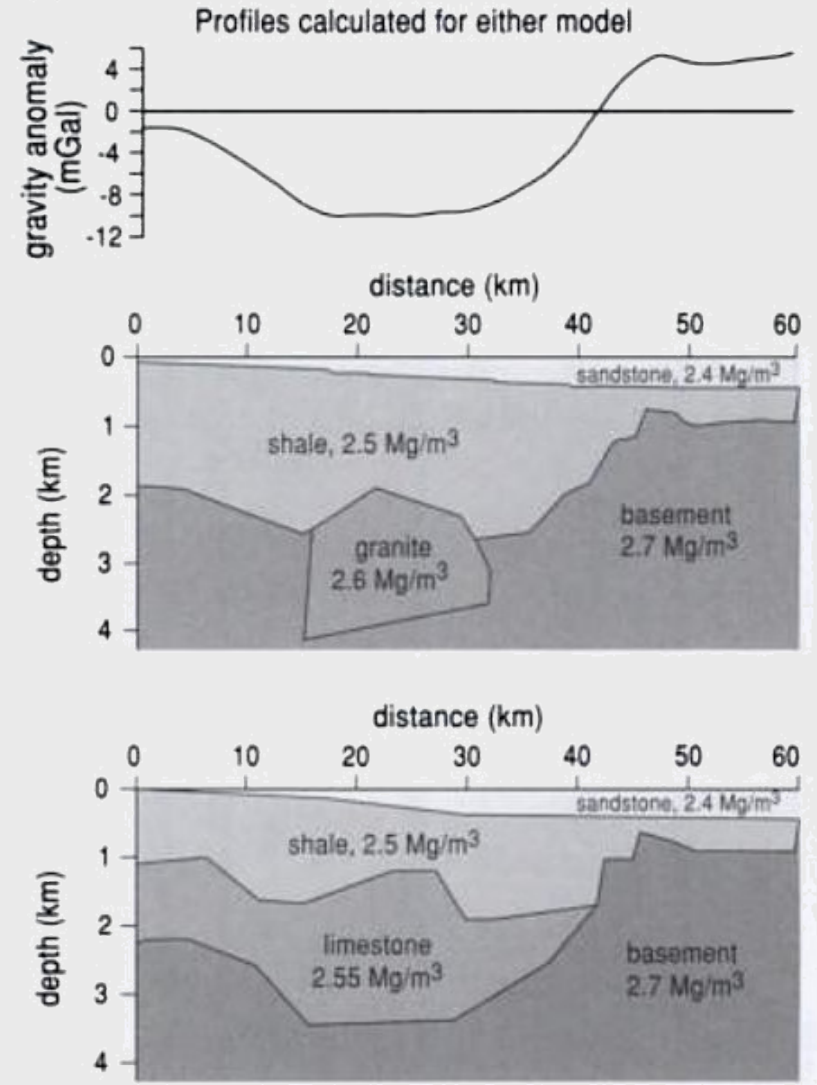 Profiles calculated for either model
gravity anomaly
(mGal)
4
0
-4
-8
-12
distance (km)
0 10 20 30 40 50 60
depth (km)
0
1
2
3
4
sandstone, 2.4 Mg/m³
shale, 2.5 Mg/m³
granite
2.6 Mg/m³
basement
2.7 Mg/m³
distance (km)
0 10 20 30 40 50 60
depth (km)
0
1
2
3
4
sandstone, 2.4 Mg/m³
shale, 2.5 Mg/m³
limestone
2.55 Mg/m³
basement
2.7 Mg/m³